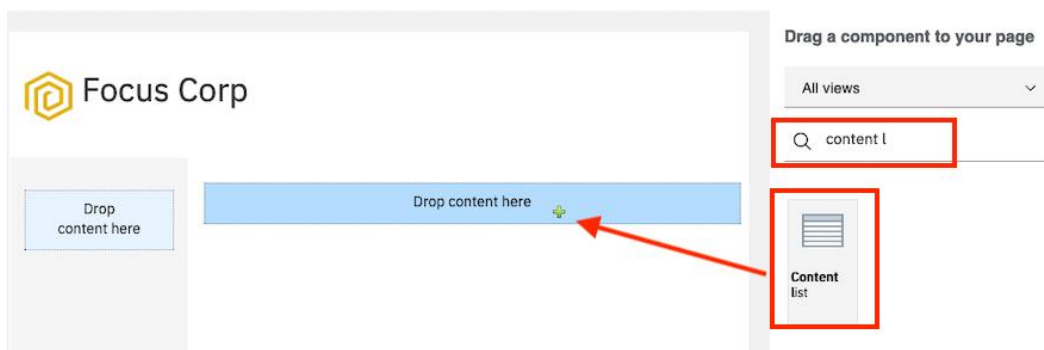 Drag a component to your page
Focus Corp
All views
content l
Drop
content here
Drop content here
Content
list